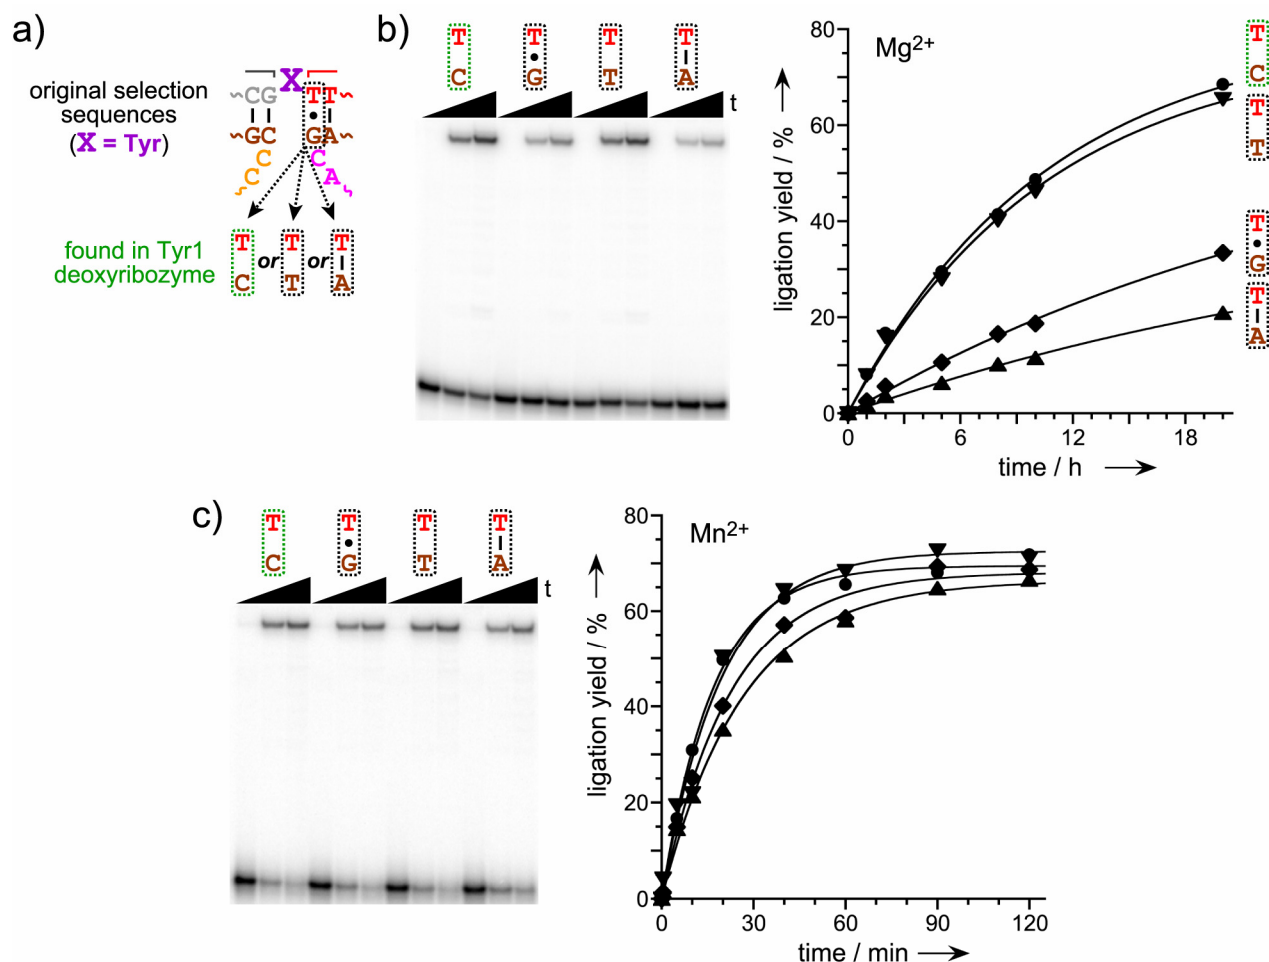 a)
original selection
sequences
(X = Tyr)
X
~CG TT~
• 
~GC GA~
C C
C A
~ ~
found in Tyr1
deoxyribozyme
T or T or T
C T A
b)
T T T T
•
C G T A
t
80
60
40
20
0
ligation yield / %
Mg2+
0 6 12 18
time / h
T
C
T
T
T
•
G
T
A
c)
T T T T
•
C G T A
t
80
60
40
20
0
ligation yield / %
Mn2+
0 30 60 90 120
time / min